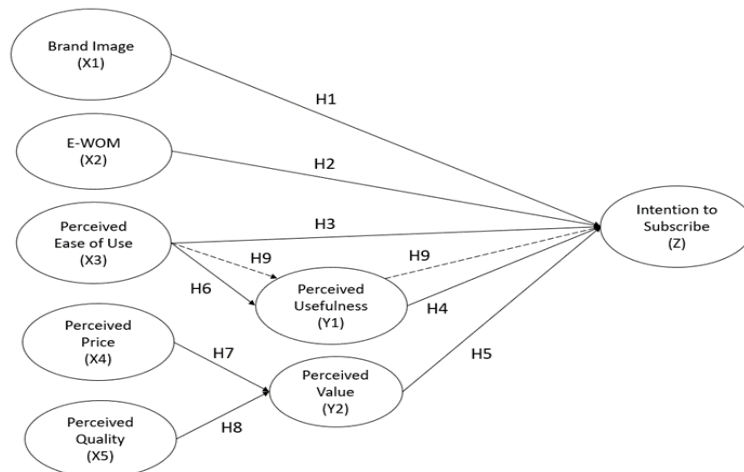 Brand Image
(X1)
H1
E-WOM
(X2)
H2
Perceived
Ease of Use
(X3)
H3
Intention to
Subscribe
(Z)
H9
H9
H6
Perceived
Usefulness
(Y1)
H4
Perceived
Price
(X4)
H7
H5
Perceived
Value
(Y2)
Perceived
Quality
(X5)
H8